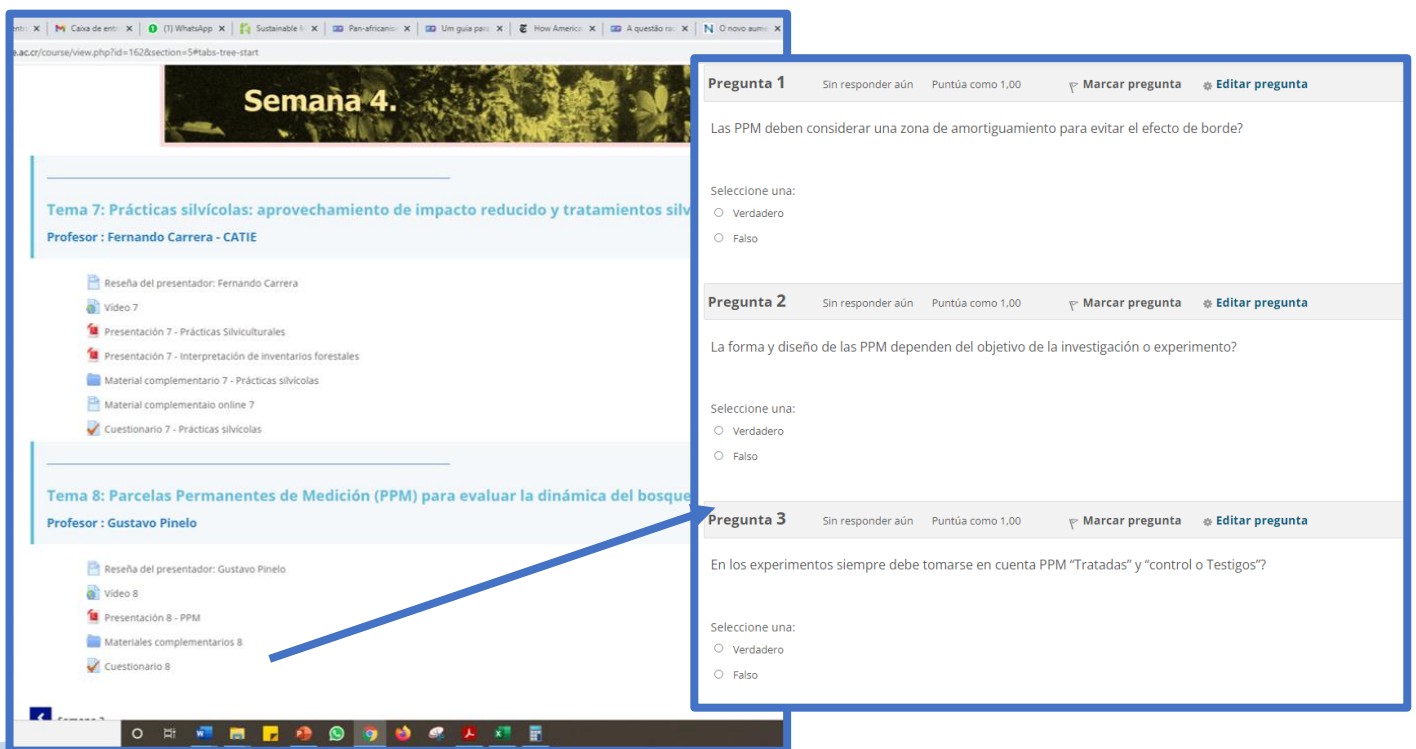 Caixa de entr
(1) WhatsApp
Sustainable
Pan-africanis
Um guia para
How America
A questão rac
O novo aume
e.ac.cr/course/view.php?id=162&section=5#tabs-tree-start
Semana 4.
Tema 7: Prácticas silvícolas: aprovechamiento de impacto reducido y tratamientos silv
Profesor : Fernando Carrera - CATIE
Reseña del presentador: Fernando Carrera
Vídeo 7
Presentación 7 - Prácticas Silviculturales
Presentación 7 - Interpretación de inventarios forestales
Material complementario 7 - Prácticas silvícolas
Material complementaio online 7
Cuestionario 7 - Prácticas silvícolas
Tema 8: Parcelas Permanentes de Medición (PPM) para evaluar la dinámica del bosque
Profesor : Gustavo Pinelo
Reseña del presentador: Gustavo Pinelo
Vídeo 8
Presentación 8 - PPM
Materiales complementarios 8
Cuestionario 8
Pregunta 1 Sin responder aún Puntúa como 1,00 Marcar pregunta Editar pregunta
Las PPM deben considerar una zona de amortiguamiento para evitar el efecto de borde?
Seleccione una:
Verdadero
Falso
Pregunta 2 Sin responder aún Puntúa como 1,00 Marcar pregunta Editar pregunta
La forma y diseño de las PPM dependen del objetivo de la investigación o experimento?
Seleccione una:
Verdadero
Falso
Pregunta 3 Sin responder aún Puntúa como 1,00 Marcar pregunta Editar pregunta
En los experimentos siempre debe tomarse en cuenta PPM “Tratadas” y “control o Testigos”?
Seleccione una:
Verdadero
Falso